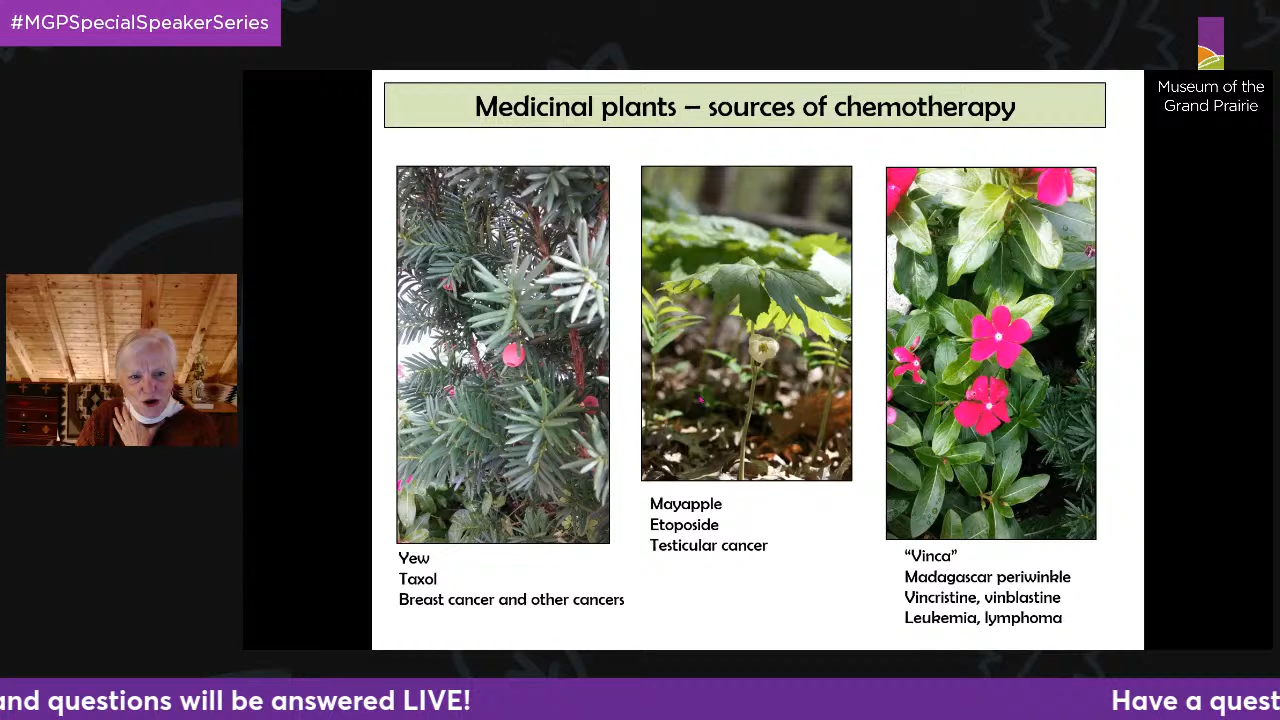 #MGPSpecialSpeakerSeries
Museum of the
Grand Prairie
Medicinal plants – sources of chemotherapy
Yew
Taxol
Breast cancer and other cancers
Mayapple
Etoposide
Testicular cancer
“Vinca”
Madagascar periwinkle
Vincristine, vinblastine
Leukemia, lymphoma
and questions will be answered LIVE!
Have a quest